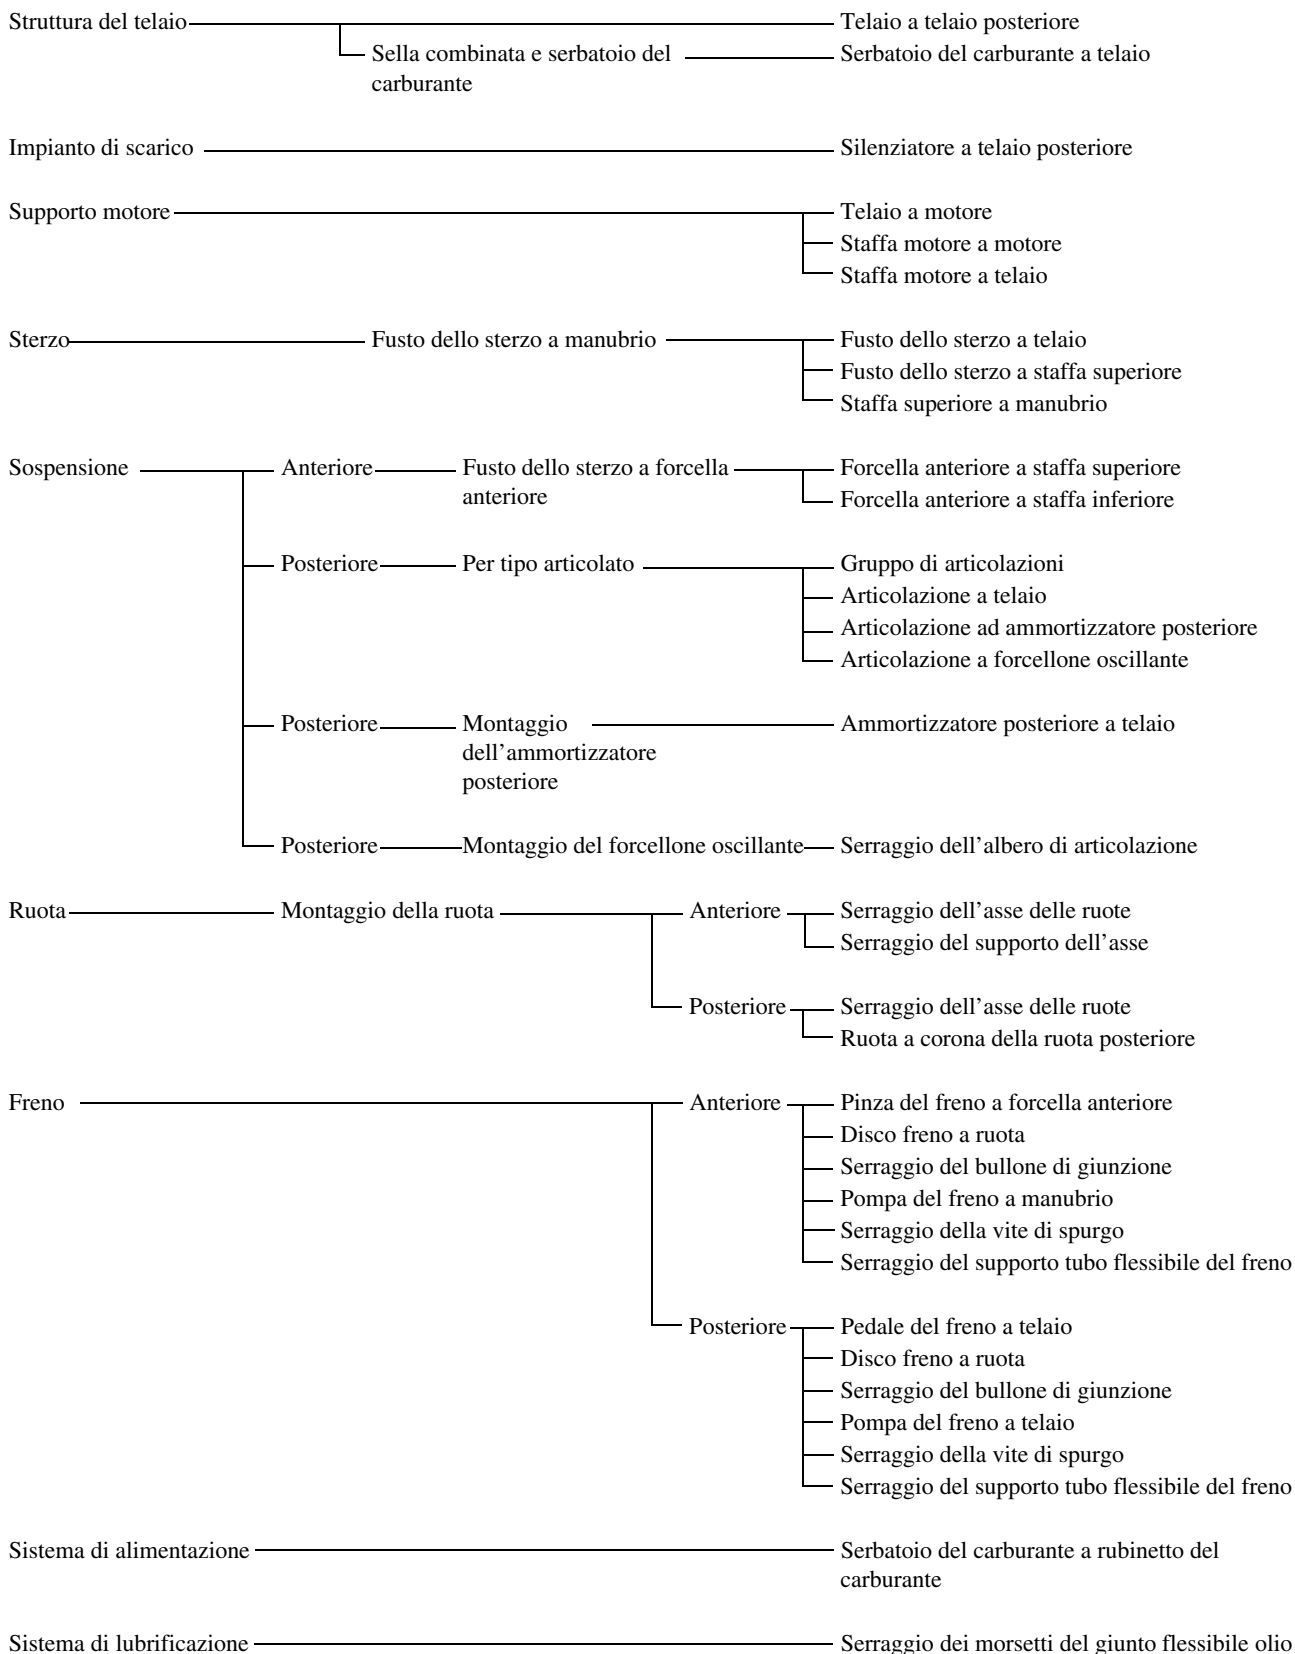 Struttura del telaio Telaio a telaio posteriore
Sella combinata e serbatoio del Serbatoio del carburante a telaio
carburante
Impianto di scarico Silenziatore a telaio posteriore
Supporto motore Telaio a motore
Staffa motore a motore
Staffa motore a telaio
Sterzo Fusto dello sterzo a manubrio Fusto dello sterzo a telaio
Fusto dello sterzo a staffa superiore
Staffa superiore a manubrio
Sospensione Anteriore Fusto dello sterzo a forcella Forcella anteriore a staffa superiore
anteriore Forcella anteriore a staffa inferiore
Posteriore Per tipo articolato Gruppo di articolazioni
Articolazione a telaio
Articolazione ad ammortizzatore posteriore
Articolazione a forcellone oscillante
Posteriore Montaggio Ammortizzatore posteriore a telaio
dell’ammortizzatore
posteriore
Posteriore Montaggio del forcellone oscillante Serraggio dell’albero di articolazione
Ruota Montaggio della ruota Anteriore Serraggio dell’asse delle ruote
Serraggio del supporto dell’asse
Posteriore Serraggio dell’asse delle ruote
Ruota a corona della ruota posteriore
Freno Anteriore Pinza del freno a forcella anteriore
Disco freno a ruota
Serraggio del bullone di giunzione
Pompa del freno a manubrio
Serraggio della vite di spurgo
Serraggio del supporto tubo flessibile del freno
Posteriore Pedale del freno a telaio
Disco freno a ruota
Serraggio del bullone di giunzione
Pompa del freno a telaio
Serraggio della vite di spurgo
Serraggio del supporto tubo flessibile del freno
Sistema di alimentazione Serbatoio del carburante a rubinetto del
carburante
Sistema di lubrificazione Serraggio dei morsetti del giunto flessibile olio